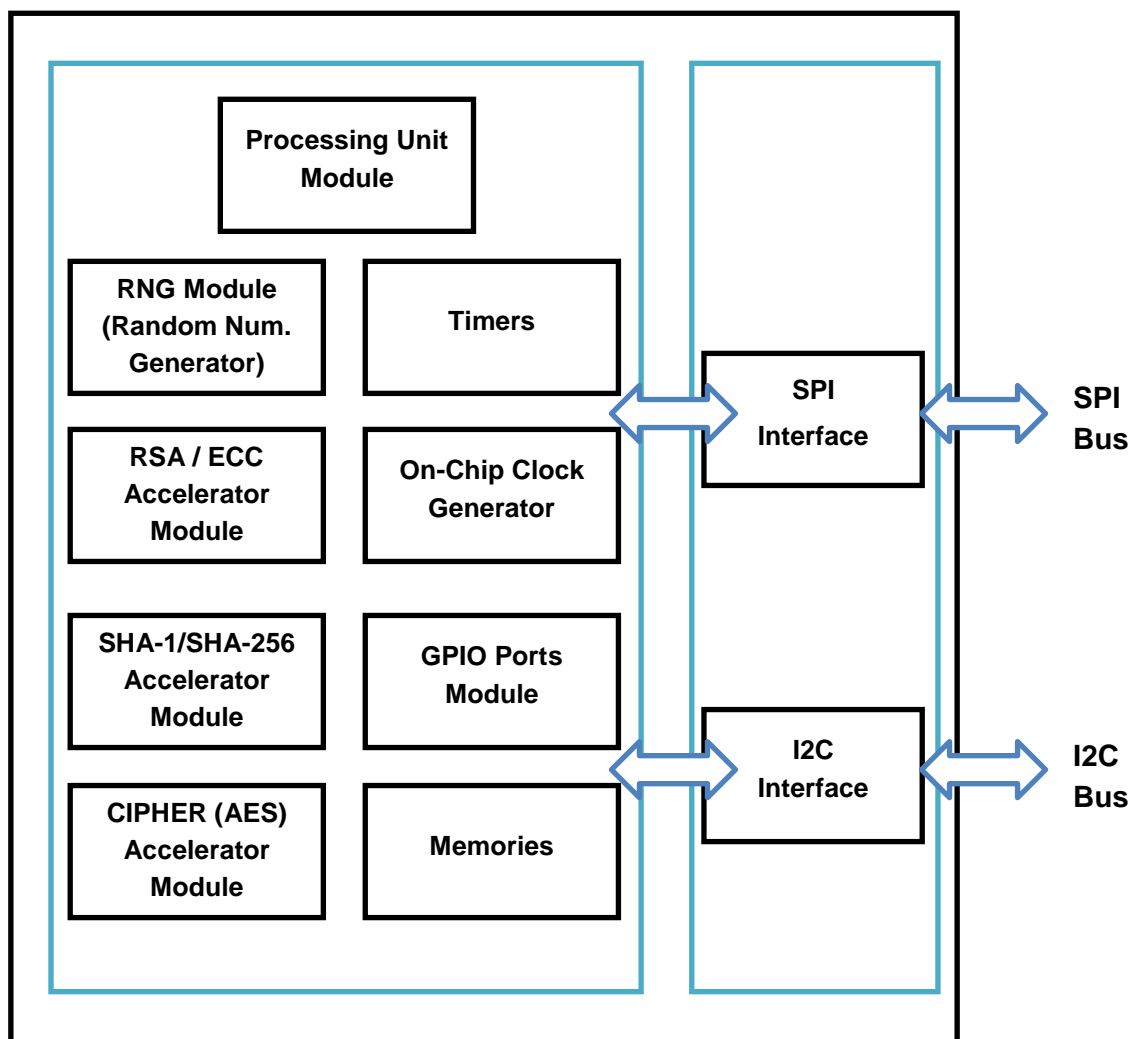 Processing Unit
Module
RNG Module
(Random Num.
Generator)
Timers
RSA / ECC
Accelerator
Module
On-Chip Clock
Generator
SHA-1/SHA-256
Accelerator
Module
GPIO Ports
Module
CIPHER (AES)
Accelerator
Module
Memories
SPI
Interface
SPI
Bus
I2C
Interface
I2C
Bus